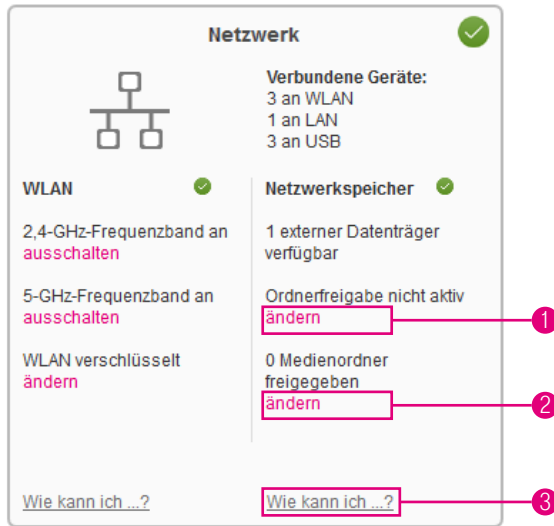 Netzwerk
Verbundene Geräte:
3 an WLAN
1 an LAN
3 an USB
WLAN
2,4-GHz-Frequenzband an
ausschalten
5-GHz-Frequenzband an
ausschalten
WLAN verschlüsselt
ändern
Wie kann ich ...?
Netzwerkspeicher
1 externer Datenträger
verfügbar
Ordnerfreigabe nicht aktiv
ändern
1
0 Medienordner
freigegeben
ändern
2
Wie kann ich ...?
3